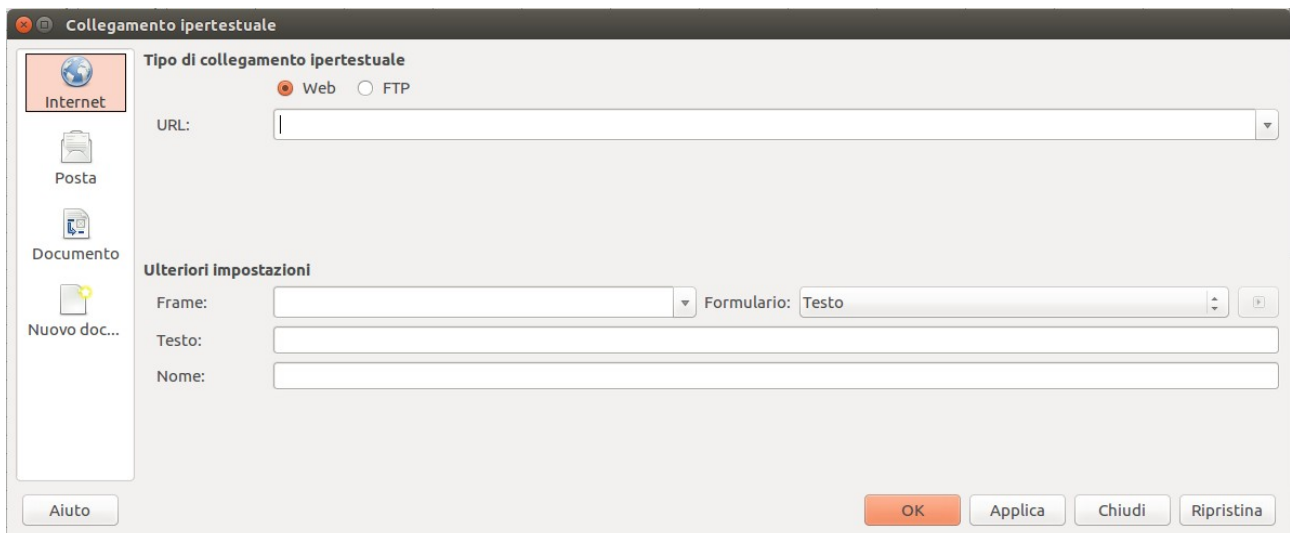 Collegamento ipertestuale
Internet
Posta
Documento
Nuovo doc...
Tipo di collegamento ipertestuale
Web FTP
URL:
Ulteriori impostazioni
Frame: Formulario: Testo
Testo:
Nome:
Aiuto OK Applica Chiudi Ripristina